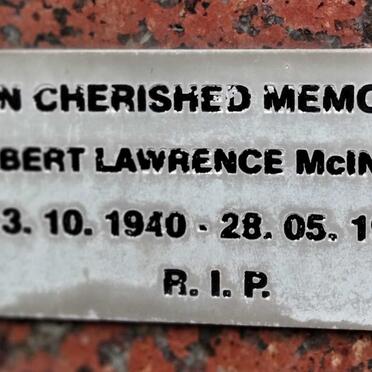 N CHERISHED MEMO
BERT LAWRENCE McIN
3. 10. 1940 - 28. 05. 1
R. I. P.